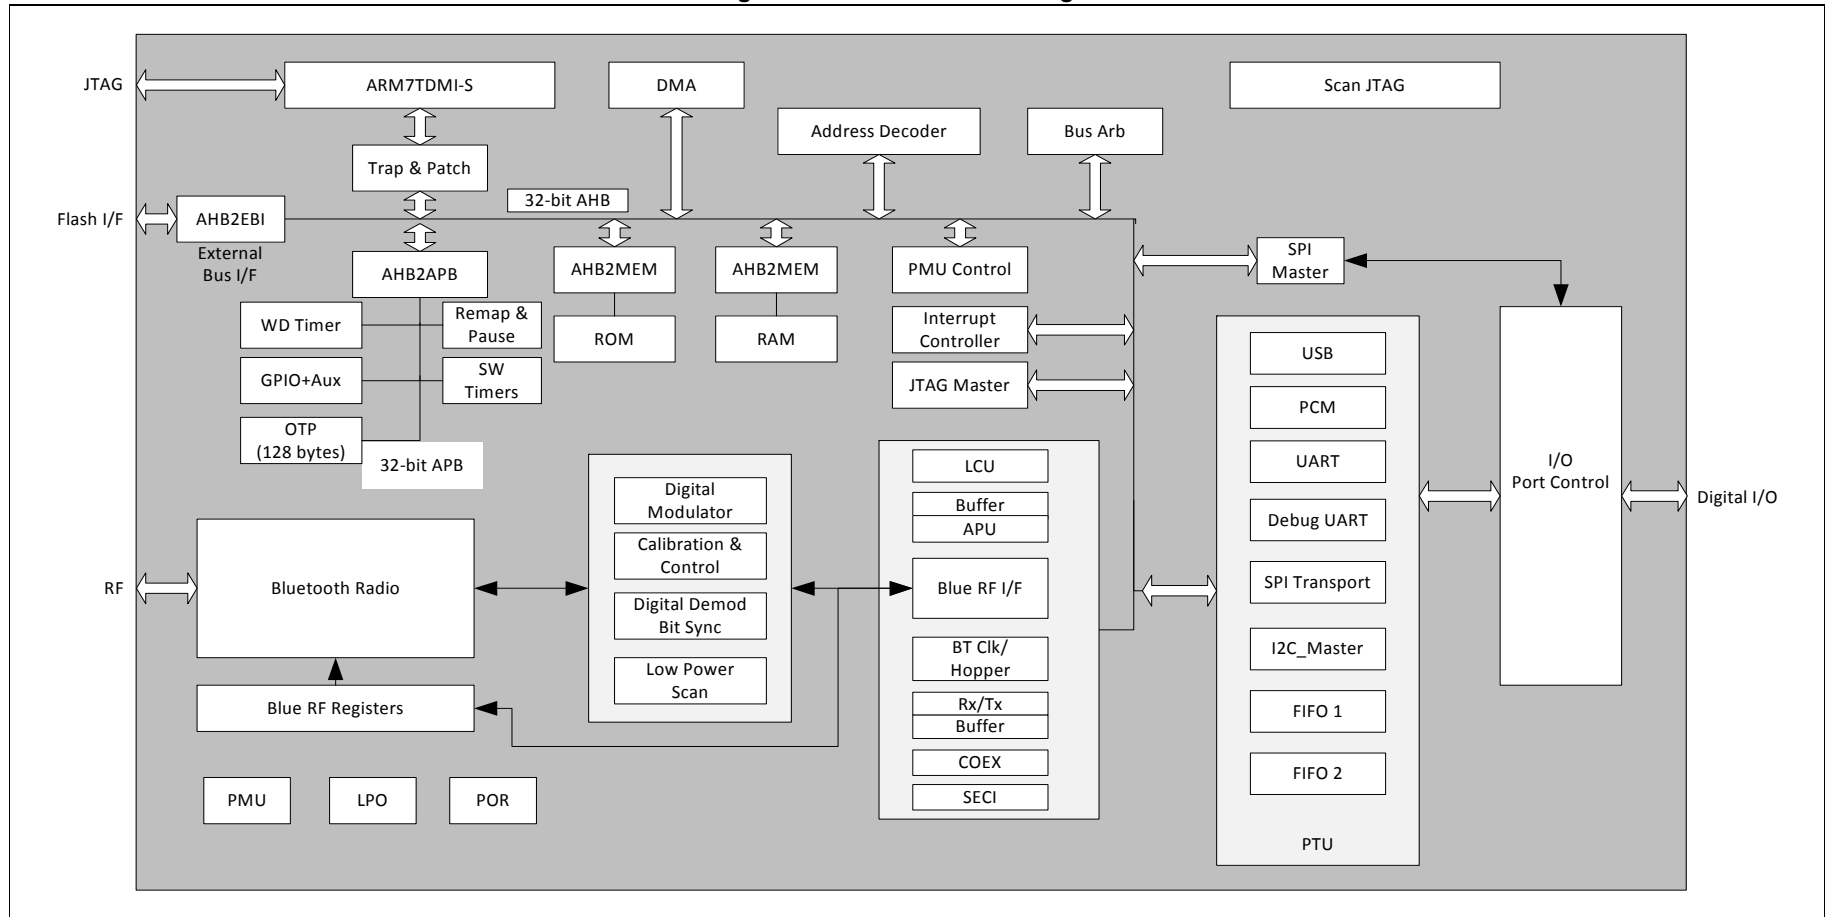 JTAG
ARM7TDMI-S
DMA
Scan JTAG
Address Decoder
Bus Arb
Trap & Patch
32-bit AHB
Flash I/F
AHB2EBI
External
Bus I/F
AHB2APB
AHB2MEM
AHB2MEM
PMU Control
SPI
Master
WD Timer
Remap &
Pause
ROM
RAM
Interrupt
Controller
GPIO+Aux
SW
Timers
JTAG Master
OTP
(128 bytes)
32-bit APB
USB
PCM
UART
Debug UART
SPI Transport
I2C_Master
FIFO 1
FIFO 2
PTU
I/O
Port Control
Digital I/O
LCU
Buffer
APU
Blue RF I/F
BT Clk/
Hopper
Rx/Tx
Buffer
COEX
SECI
Digital
Modulator
Calibration &
Control
Digital Demod
Bit Sync
Low Power
Scan
RF
Bluetooth Radio
Blue RF Registers
PMU
LPO
POR